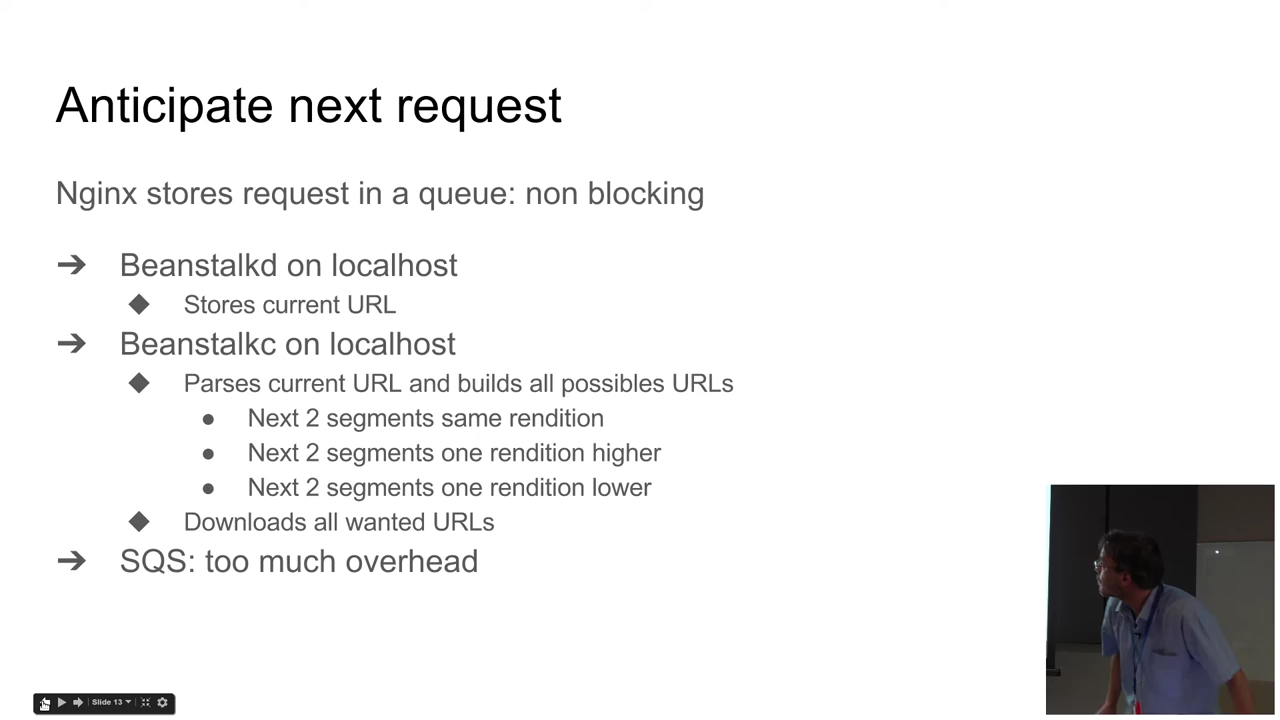 Anticipate next request
Nginx stores request in a queue: non blocking
➔ Beanstalkd on localhost
◆ Stores current URL
➔ Beanstalkc on localhost
◆ Parses current URL and builds all possibles URLs
● Next 2 segments same rendition
● Next 2 segments one rendition higher
● Next 2 segments one rendition lower
◆ Downloads all wanted URLs
➔ SQS: too much overhead
Slide 13